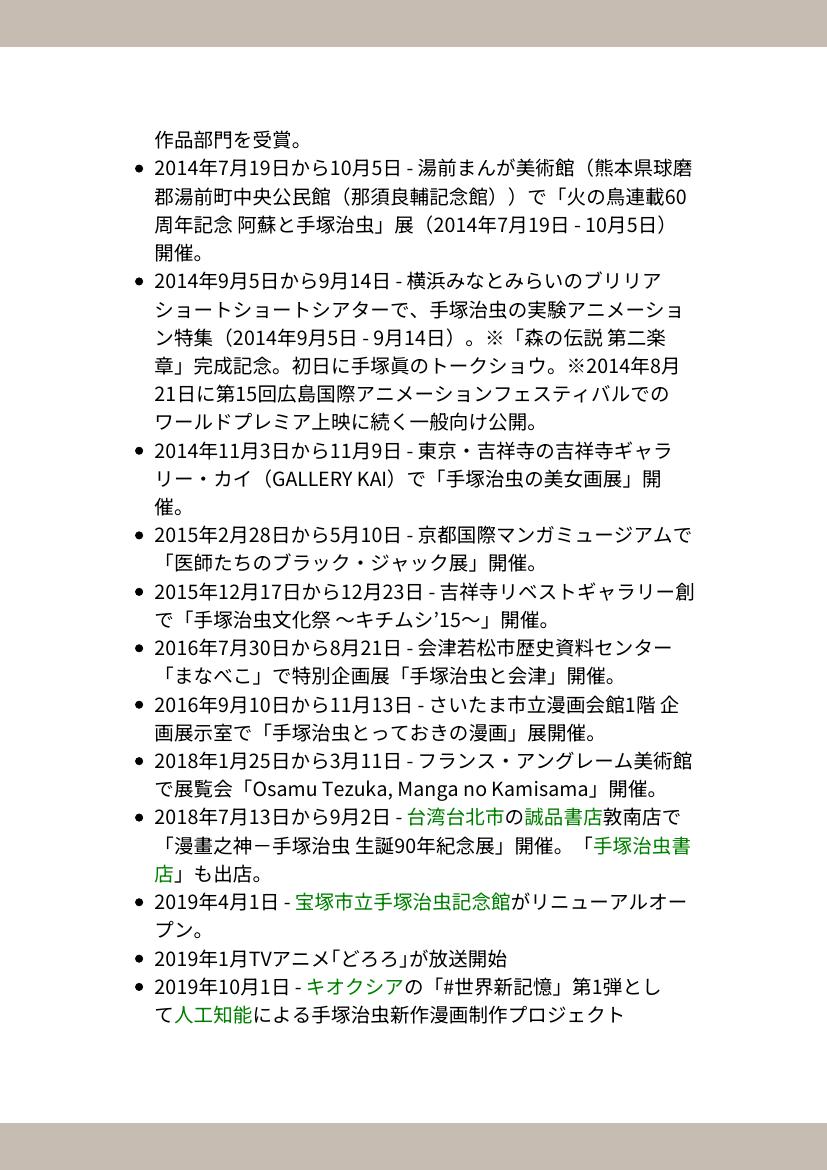 作品部門を受賞。
• 2014年7月19日から10月5日 - 湯前まんが美術館（熊本県球磨
郡湯前町中央公民館（那須良輔記念館））で「火の鳥連載60
周年記念 阿蘇と手塚治虫」展（2014年7月19日 - 10月5日）
開催。
• 2014年9月5日から9月14日 - 横浜みなとみらいのブリリア
ショートショートシアターで、手塚治虫の実験アニメーショ
ン特集（2014年9月5日 - 9月14日）。※「森の伝説 第二楽
章」完成記念。初日に手塚眞のトークショウ。※2014年8月
21日に第15回広島国際アニメーションフェスティバルでの
ワールドプレミア上映に続く一般向け公開。
• 2014年11月3日から11月9日 - 東京・吉祥寺の吉祥寺ギャラ
リー・カイ（GALLERY KAI）で「手塚治虫の美女画展」開
催。
• 2015年2月28日から5月10日 - 京都国際マンガミュージアムで
「医師たちのブラック・ジャック展」開催。
• 2015年12月17日から12月23日 - 吉祥寺リベストギャラリー創
で「手塚治虫文化祭 〜キチムシ’15〜」開催。
• 2016年7月30日から8月21日 - 会津若松市歴史資料センター
「まなべこ」で特別企画展「手塚治虫と会津」開催。
• 2016年9月10日から11月13日 - さいたま市立漫画会館1階 企
画展示室で「手塚治虫とっておきの漫画」展開催。
• 2018年1月25日から3月11日 - フランス・アングレーム美術館
で展覧会「Osamu Tezuka, Manga no Kamisama」開催。
• 2018年7月13日から9月2日 - 台湾台北市の誠品書店敦南店で
「漫畫之神－手塚治虫 生誕90年紀念展」開催。「手塚治虫書
店」も出店。
• 2019年4月1日 - 宝塚市立手塚治虫記念館がリニューアルオー
プン。
• 2019年1月TVアニメ｢どろろ｣が放送開始
• 2019年10月1日 - キオクシアの「#世界新記憶」第1弾とし
て人工知能による手塚治虫新作漫画制作プロジェクト